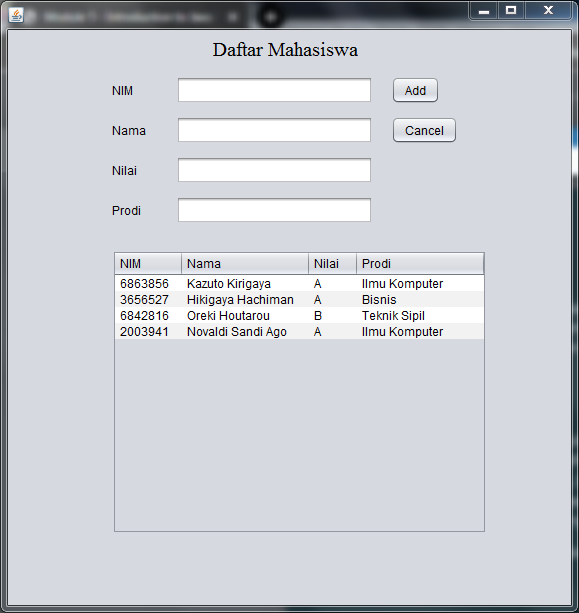 Daftar Mahasiswa
NIM Add
Nama Cancel
Nilai
Prodi
NIM Nama Nilai Prodi
6863856 Kazuto Kirigaya A Ilmu Komputer
3656527 Hikigaya Hachiman A Bisnis
6842816 Oreki Houtarou B Teknik Sipil
2003941 Novaldi Sandi Ago A Ilmu Komputer